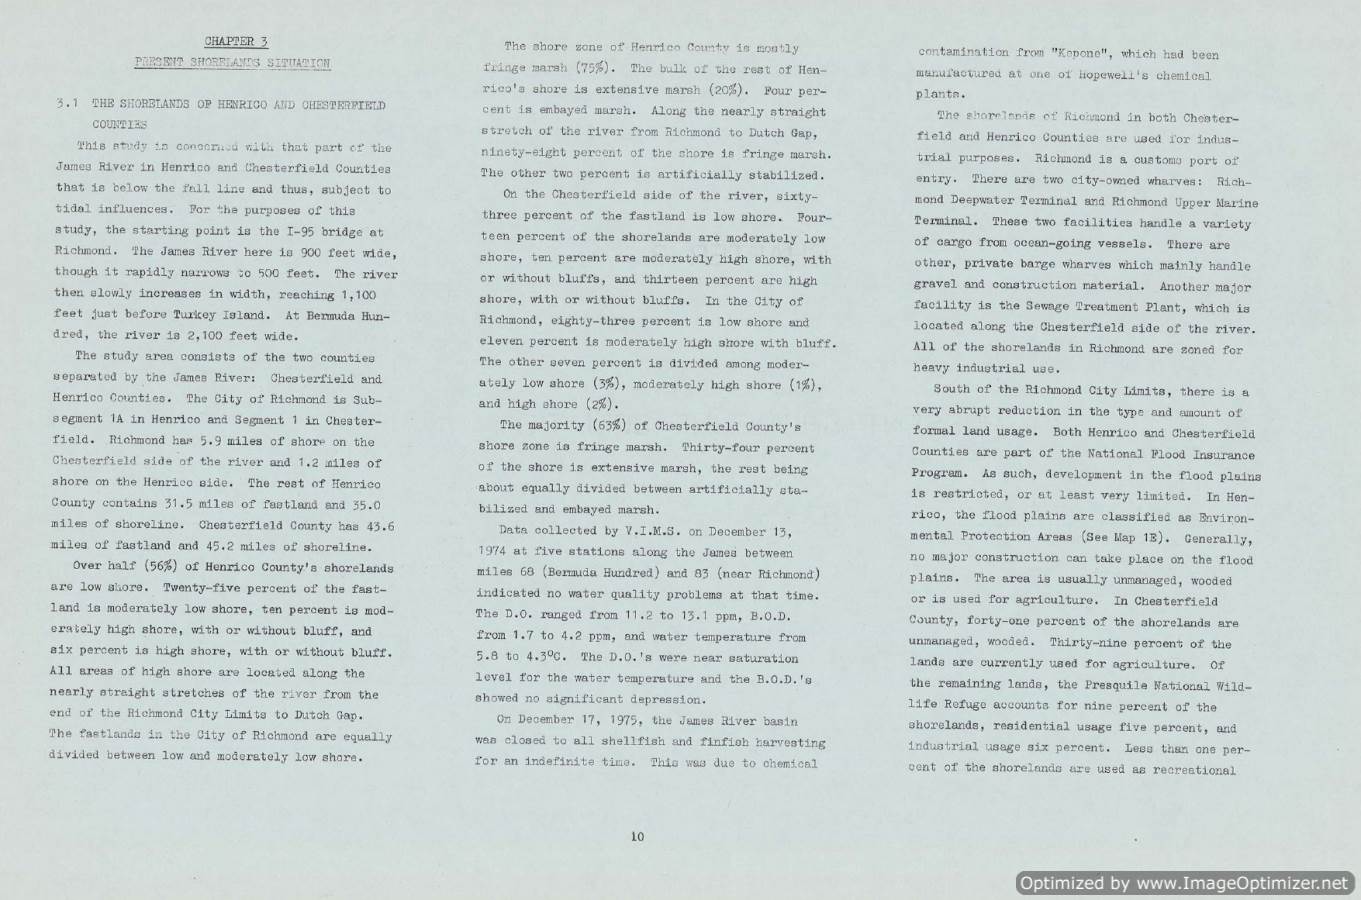 CHAPTER 3
PRESENT SHORELANDS SITUATION
3.1 THE SHORELANDS OF HENRICO AND CHESTERFIELD
COUNTIES
This study is concerned with that part of the
James River in Henrico and Chesterfield Counties
that is below the fall line and thus, subject to
tidal influences. For the purposes of this
study, the starting point is the I-95 bridge at
Richmond. The James River here is 900 feet wide,
though it rapidly narrows to 500 feet. The river
then slowly increases in width, reaching 1,100
feet just before Turkey Island. At Bermuda Hun-
dred, the river is 2,100 feet wide.
The study area consists of the two counties
separated by the James River: Chesterfield and
Henrico Counties. The City of Richmond is Sub-
segment 1A in Henrico and Segment 1 in Chester-
field. Richmond has 5.9 miles of shore on the
Chesterfield side of the river and 1.2 miles of
shore on the Henrico side. The rest of Henrico
County contains 31.5 miles of fastland and 35.0
miles of shoreline. Chesterfield County has 43.6
miles of fastland and 45.2 miles of shoreline.
Over half (56%) of Henrico County's shorelands
are low shore. Twenty-five percent of the fast-
land is moderately low shore, ten percent is mod-
erately high shore, with or without bluff, and
six percent is high shore, with or without bluff.
All areas of high shore are located along the
nearly straight stretches of the river from the
end of the Richmond City Limits to Dutch Gap.
The fastlands in the City of Richmond are equally
divided between low and moderately low shore.
The shore zone of Henrico County is mostly
fringe marsh (75%). The bulk of the rest of Hen-
rico's shore is extensive marsh (20%). Four per-
cent is embayed marsh. Along the nearly straight
stretch of the river from Richmond to Dutch Gap,
ninety-eight percent of the shore is fringe marsh.
The other two percent is artificially stabilized.
On the Chesterfield side of the river, sixty-
three percent of the fastland is low shore. Four-
teen percent of the shorelands are moderately low
shore, ten percent are moderately high shore, with
or without bluffs, and thirteen percent are high
shore, with or without bluffs. In the City of
Richmond, eighty-three percent is low shore and
eleven percent is moderately high shore with bluff.
The other seven percent is divided among moder-
ately low shore (3%), moderately high shore (1%),
and high shore (2%).
The majority (63%) of Chesterfield County's
shore zone is fringe marsh. Thirty-four percent
of the shore is extensive marsh, the rest being
about equally divided between artificially sta-
bilized and embayed marsh.
Data collected by V.I.M.S. on December 13,
1974 at five stations along the James between
miles 68 (Bermuda Hundred) and 83 (near Richmond)
indicated no water quality problems at that time.
The D.O. ranged from 11.2 to 13.1 ppm, B.O.D.
from 1.7 to 4.2 ppm, and water temperature from
5.8 to 4.3°C. The D.O.'s were near saturation
level for the water temperature and the B.O.D.'s
showed no significant depression.
On December 17, 1975, the James River basin
was closed to all shellfish and finfish harvesting
for an indefinite time. This was due to chemical
contamination from "Kepone", which had been
manufactured at one of Hopewell's chemical
plants.
The shorelands of Richmond in both Chester-
field and Henrico Counties are used for indus-
trial purposes. Richmond is a customs port of
entry. There are two city-owned wharves: Rich-
mond Deepwater Terminal and Richmond Upper Marine
Terminal. These two facilities handle a variety
of cargo from ocean-going vessels. There are
other, private barge wharves which mainly handle
gravel and construction material. Another major
facility is the Sewage Treatment Plant, which is
located along the Chesterfield side of the river.
All of the shorelands in Richmond are zoned for
heavy industrial use.
South of the Richmond City Limits, there is a
very abrupt reduction in the type and amount of
formal land usage. Both Henrico and Chesterfield
Counties are part of the National Flood Insurance
Program. As such, development in the flood plains
is restricted, or at least very limited. In Hen-
rico, the flood plains are classified as Environ-
mental Protection Areas (See Map 1E). Generally,
no major construction can take place on the flood
plains. The area is usually unmanaged, wooded
or is used for agriculture. In Chesterfield
County, forty-one percent of the shorelands are
unmanaged, wooded. Thirty-nine percent of the
lands are currently used for agriculture. Of
the remaining lands, the Presquile National Wild-
life Refuge accounts for nine percent of the
shorelands, residential usage five percent, and
industrial usage six percent. Less than one per-
cent of the shorelands are used as recreational
10
Optimized by www.ImageOptimizer.net